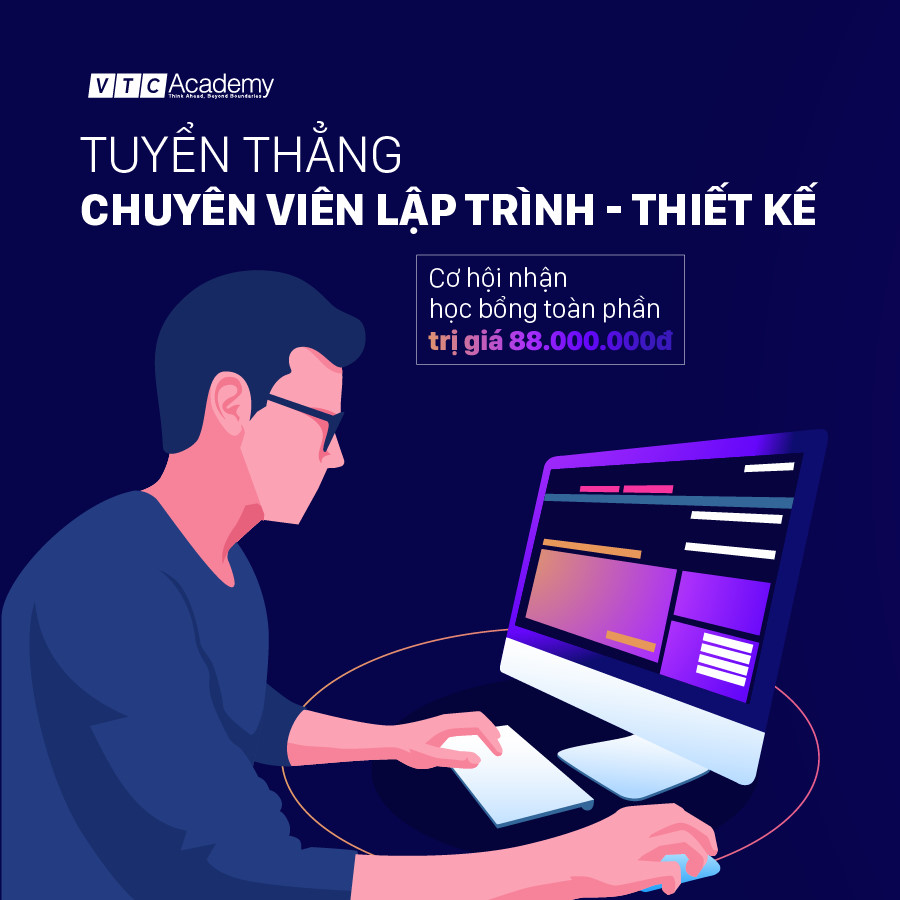 VTC Academy
Think Ahead, Beyond Boundaries
TUYỂN THẲNG
CHUYÊN VIÊN LẬP TRÌNH - THIẾT KẾ
Cơ hội nhận
học bổng toàn phần
trị giá 88.000.000đ